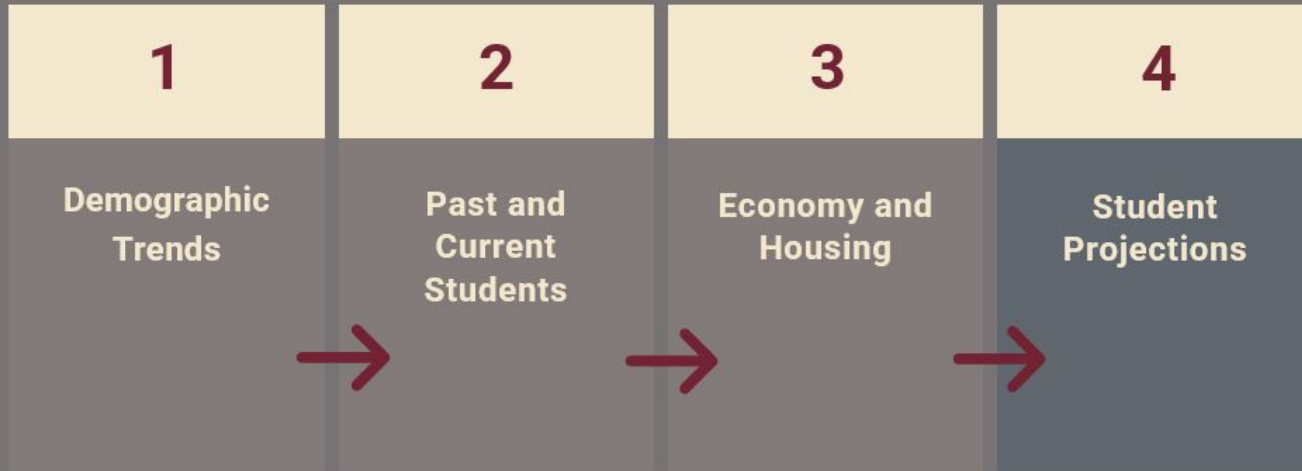 1
Demographic
Trends
2
Past and
Current
Students
3
Economy and
Housing
4
Student
Projections